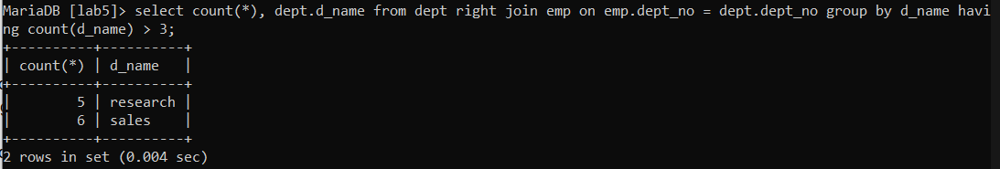 MariaDB [lab5]> select count(*), dept.d_name from dept right join emp on emp.dept_no = dept.dept_no group by d_name havi
ng count(d_name) > 3;
+----------+----------+
| count(*) | d_name   |
+----------+----------+
|        5 | research |
|        6 | sales    |
+----------+----------+
2 rows in set (0.004 sec)